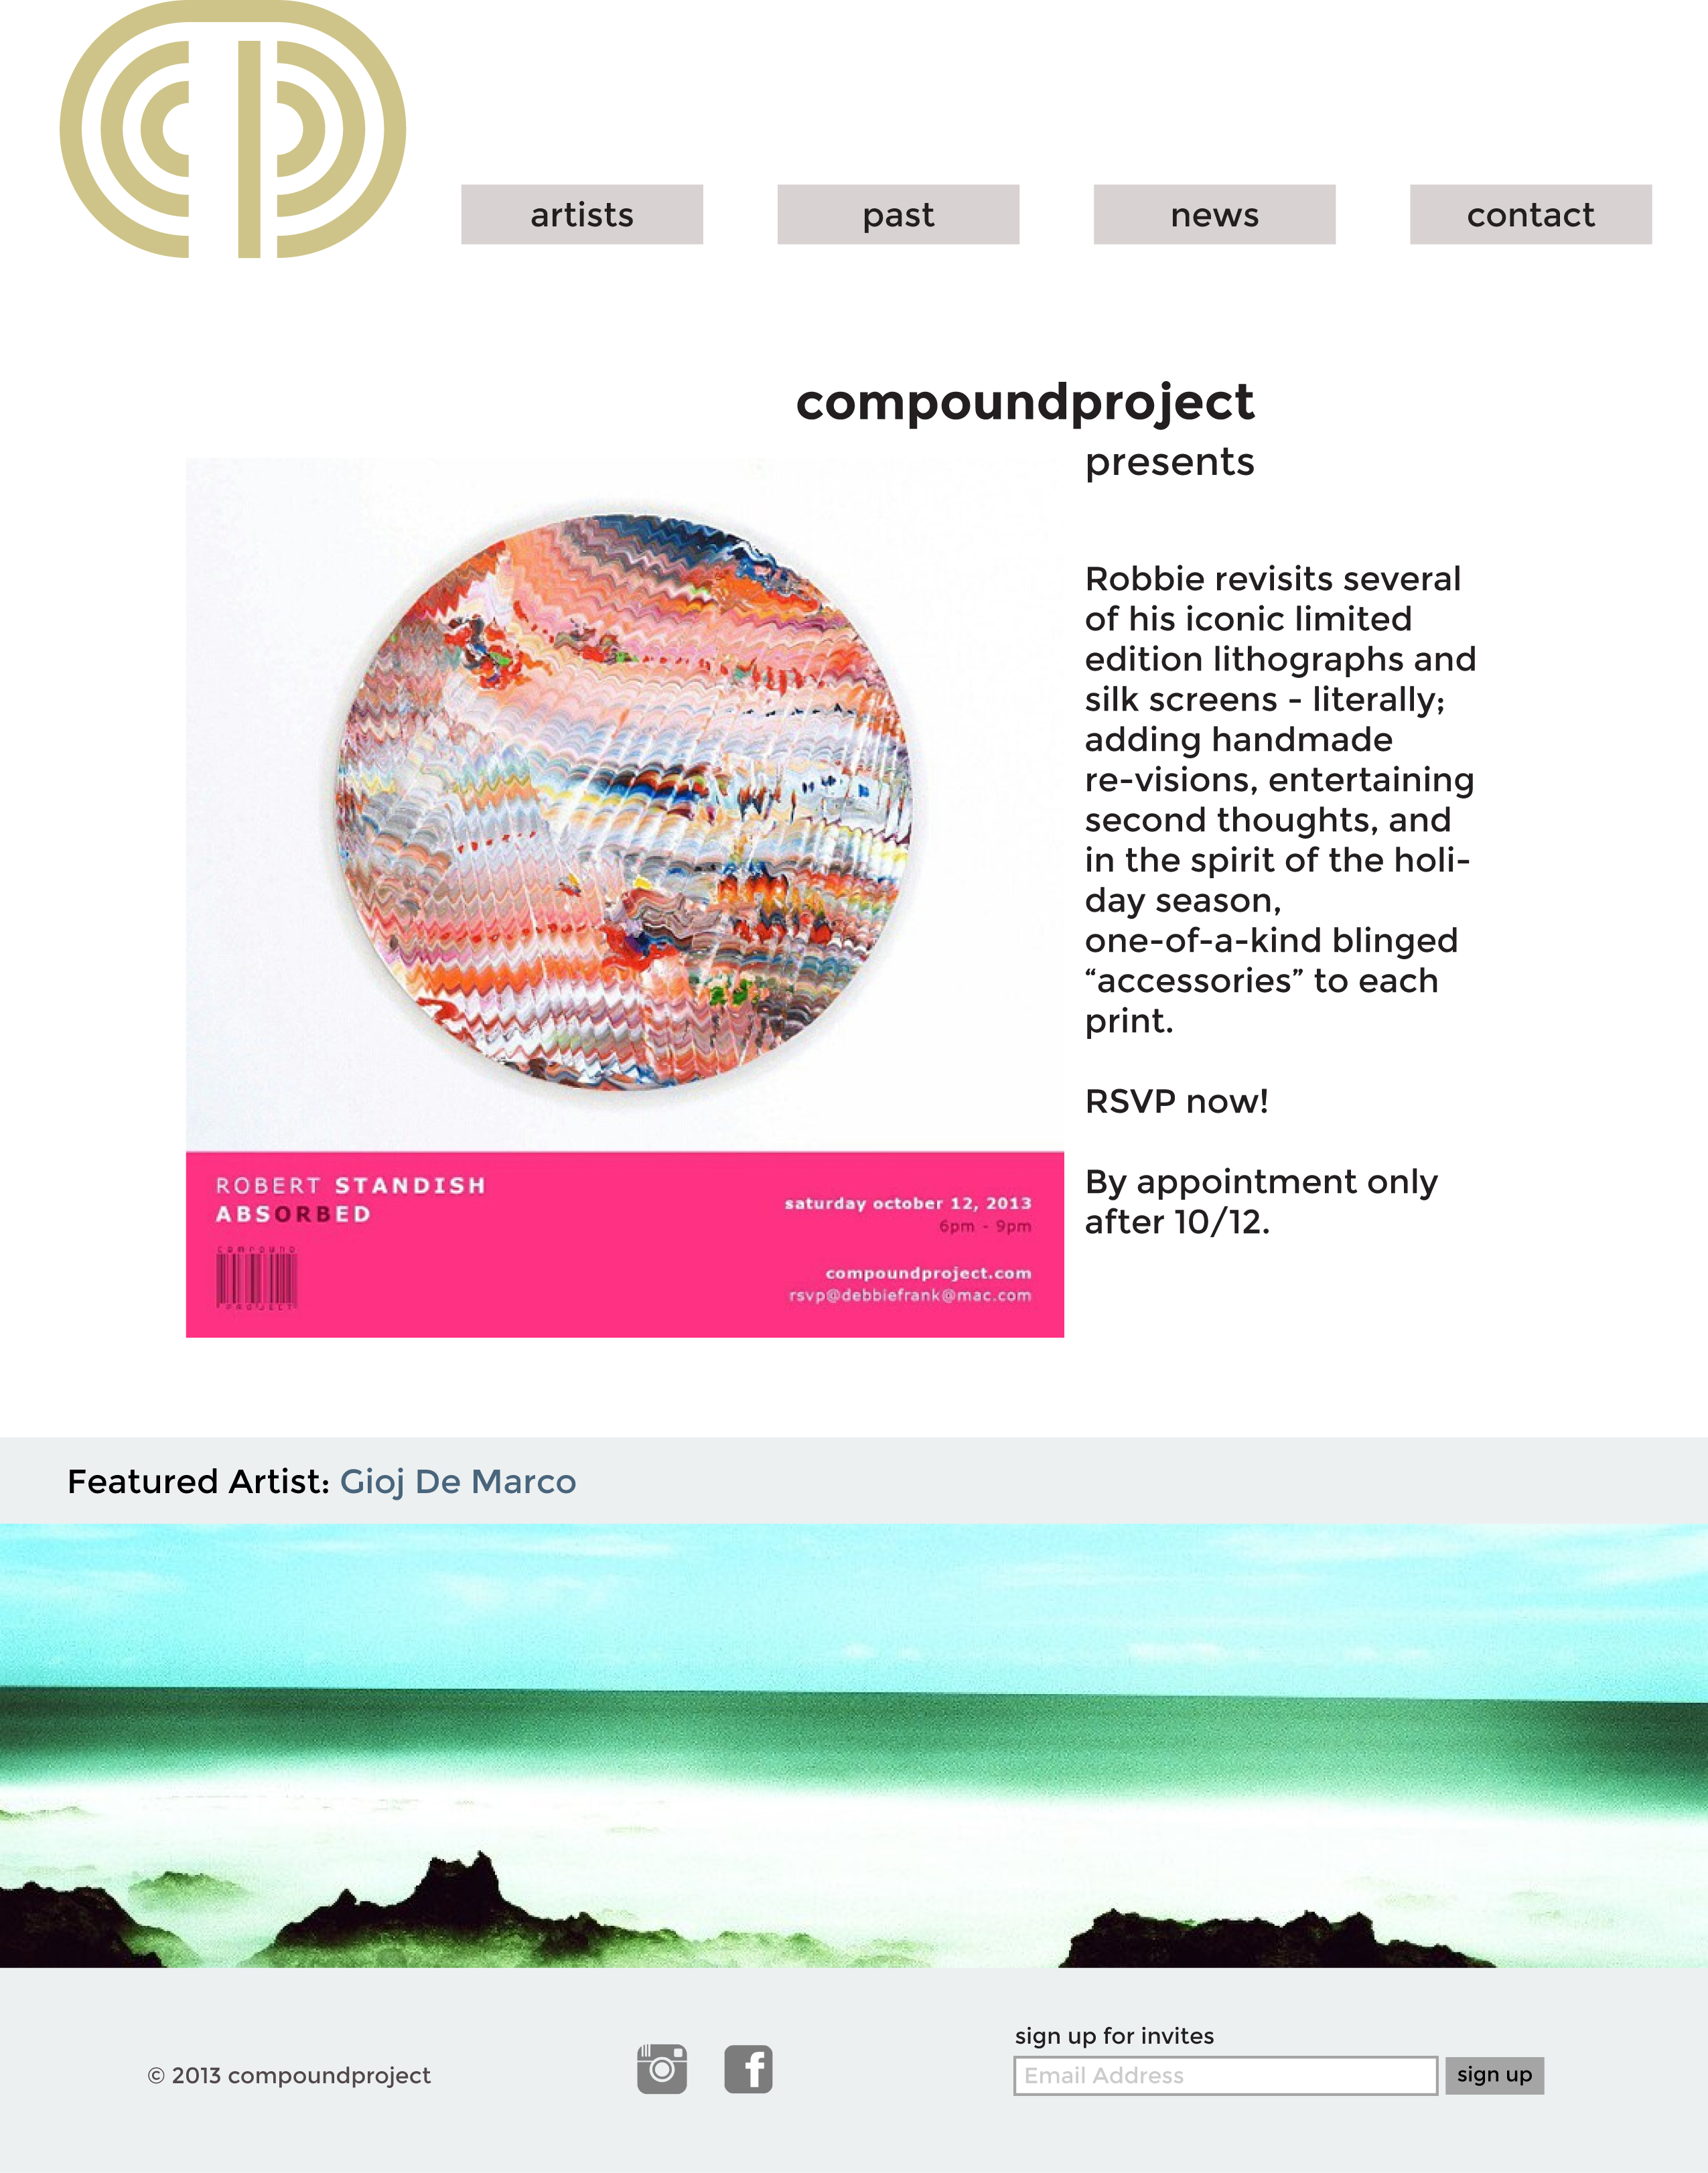 artists
past
news
contact
compoundproject
presents
Robbie revisits several
of his iconic limited
edition lithographs and
silk screens - literally;
adding handmade
re-visions, entertaining
second thoughts, and
in the spirit of the holi-
day season,
one-of-a-kind blinged
“accessories” to each
print.
RSVP now!
By appointment only
after 10/12.
ROBERT STANDISH
ABSORBED
COMPOUND
PROJECT
saturday october 12, 2013
6pm - 9pm
compoundproject.com
rsvp@debbiefrank@mac.com
Featured Artist: Gioj De Marco
© 2013 compoundproject
sign up for invites
Email Address
sign up